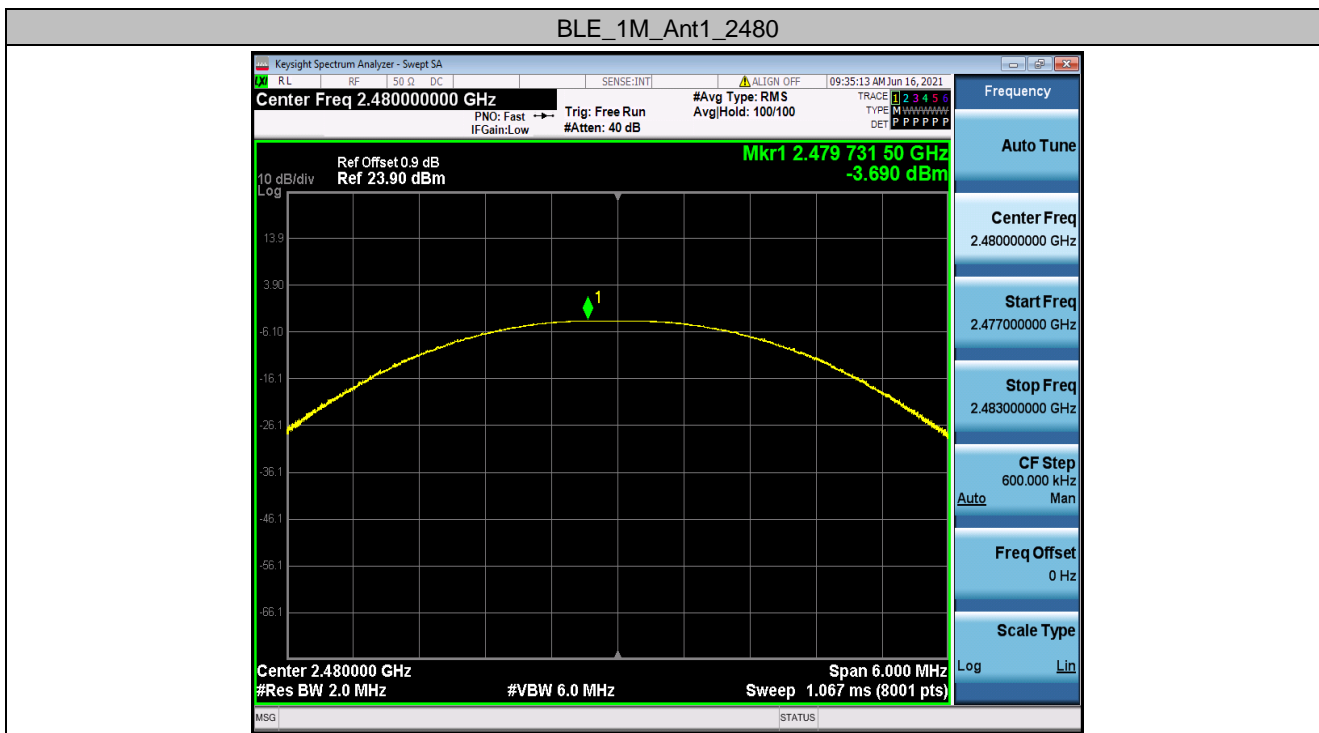 BLE_1M_Ant1_2480
Keysight Spectrum Analyzer - Swept SA
LXI RL RF 50 Ω DC SENSE:INT ALIGN OFF 09:35:13 AM Jun 16, 2021
Center Freq 2.480000000 GHz
PNO: Fast
IFGain:Low
Trig: Free Run
#Atten: 40 dB
#Avg Type: RMS
Avg|Hold: 100/100
TRACE 1 2 3 4 5 6
TYPE M W W W W W
DET P P P P P P
Mkr1 2.479 731 50 GHz
-3.690 dBm
Ref Offset 0.9 dB
10 dB/div Ref 23.90 dBm
Log
13.9
3.90
-6.10
-16.1
-26.1
-36.1
-46.1
-56.1
-66.1
1
Center 2.480000 GHz Span 6.000 MHz
#Res BW 2.0 MHz #VBW 6.0 MHz Sweep 1.067 ms (8001 pts)
MSG STATUS
Frequency
Auto Tune
Center Freq
2.480000000 GHz
Start Freq
2.477000000 GHz
Stop Freq
2.483000000 GHz
CF Step
600.000 kHz
Auto Man
Freq Offset
0 Hz
Scale Type
Log Lin